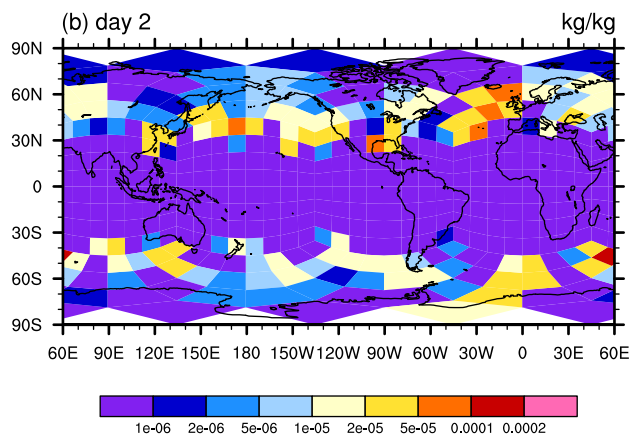 (b) day 2 kg/kg
90N
60N
30N
0
30S
60S
90S
60E 90E 120E 150E 180 150W 120W 90W 60W 30W 0 30E 60E
1e-06 2e-06 5e-06 1e-05 2e-05 5e-05 0.0001 0.0002